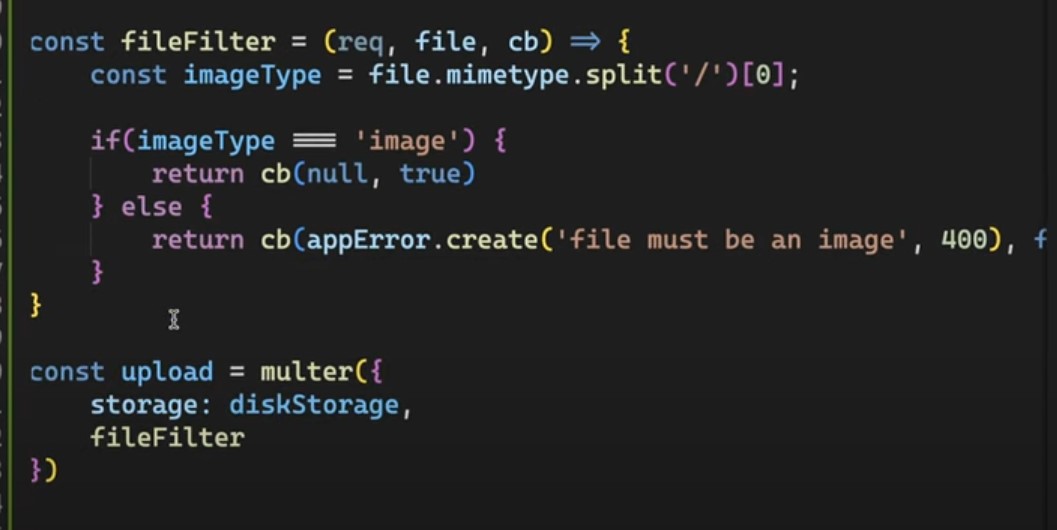 const fileFilter = (req, file, cb) => {
const imageType = file.mimetype.split('/')[0];
if(imageType === 'image') {
return cb(null, true)
} else {
return cb(appError.create('file must be an image', 400), f
}
}
const upload = multer({
storage: diskStorage,
fileFilter
})